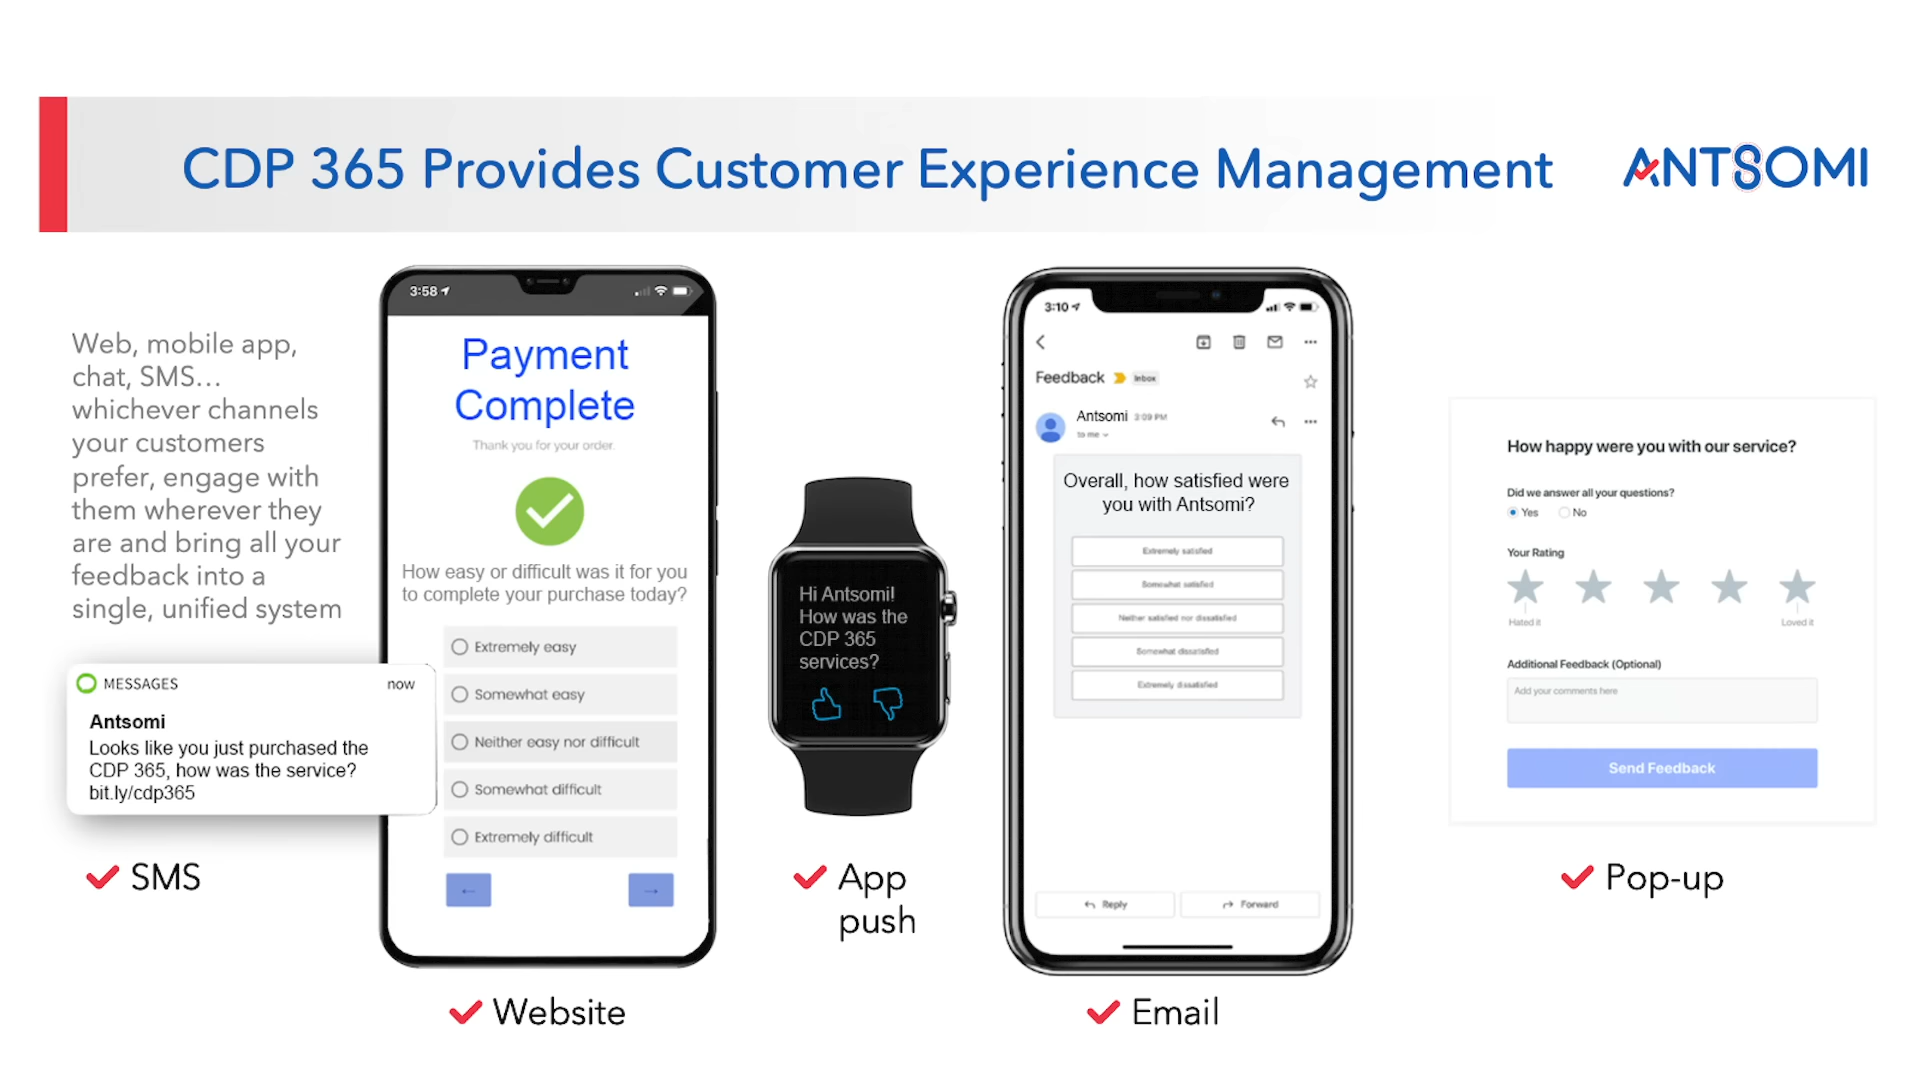 CDP 365 Provides Customer Experience Management
ANTSOMI
Web, mobile app,
chat, SMS...
whichever channels
your customers
prefer, engage with
them wherever they
are and bring all your
feedback into a
single, unified system
MESSAGES now
Antsomi
Looks like you just purchased the
CDP 365, how was the service?
bit.ly/cdp365
SMS
3:58
Payment
Complete
Thank you for your order.
How easy or difficult was it for you
to complete your purchase today?
Extremely easy
Somewhat easy
Neither easy nor difficult
Somewhat difficult
Extremely difficult
Website
Hi Antsomi!
How was the
CDP 365
services?
App
push
3:10
Feedback Inbox
Antsomi 3:09 PM
to me
Overall, how satisfied were
you with Antsomi?
Extremely satisfied
Somewhat satisfied
Neither satisfied nor dissatisfied
Somewhat dissatisfied
Extremely dissatisfied
Reply Forward
Email
How happy were you with our service?
Did we answer all your questions?
Yes No
Your Rating
Hated it Loved it
Additional Feedback (Optional)
Add your comments here
Send Feedback
Pop-up